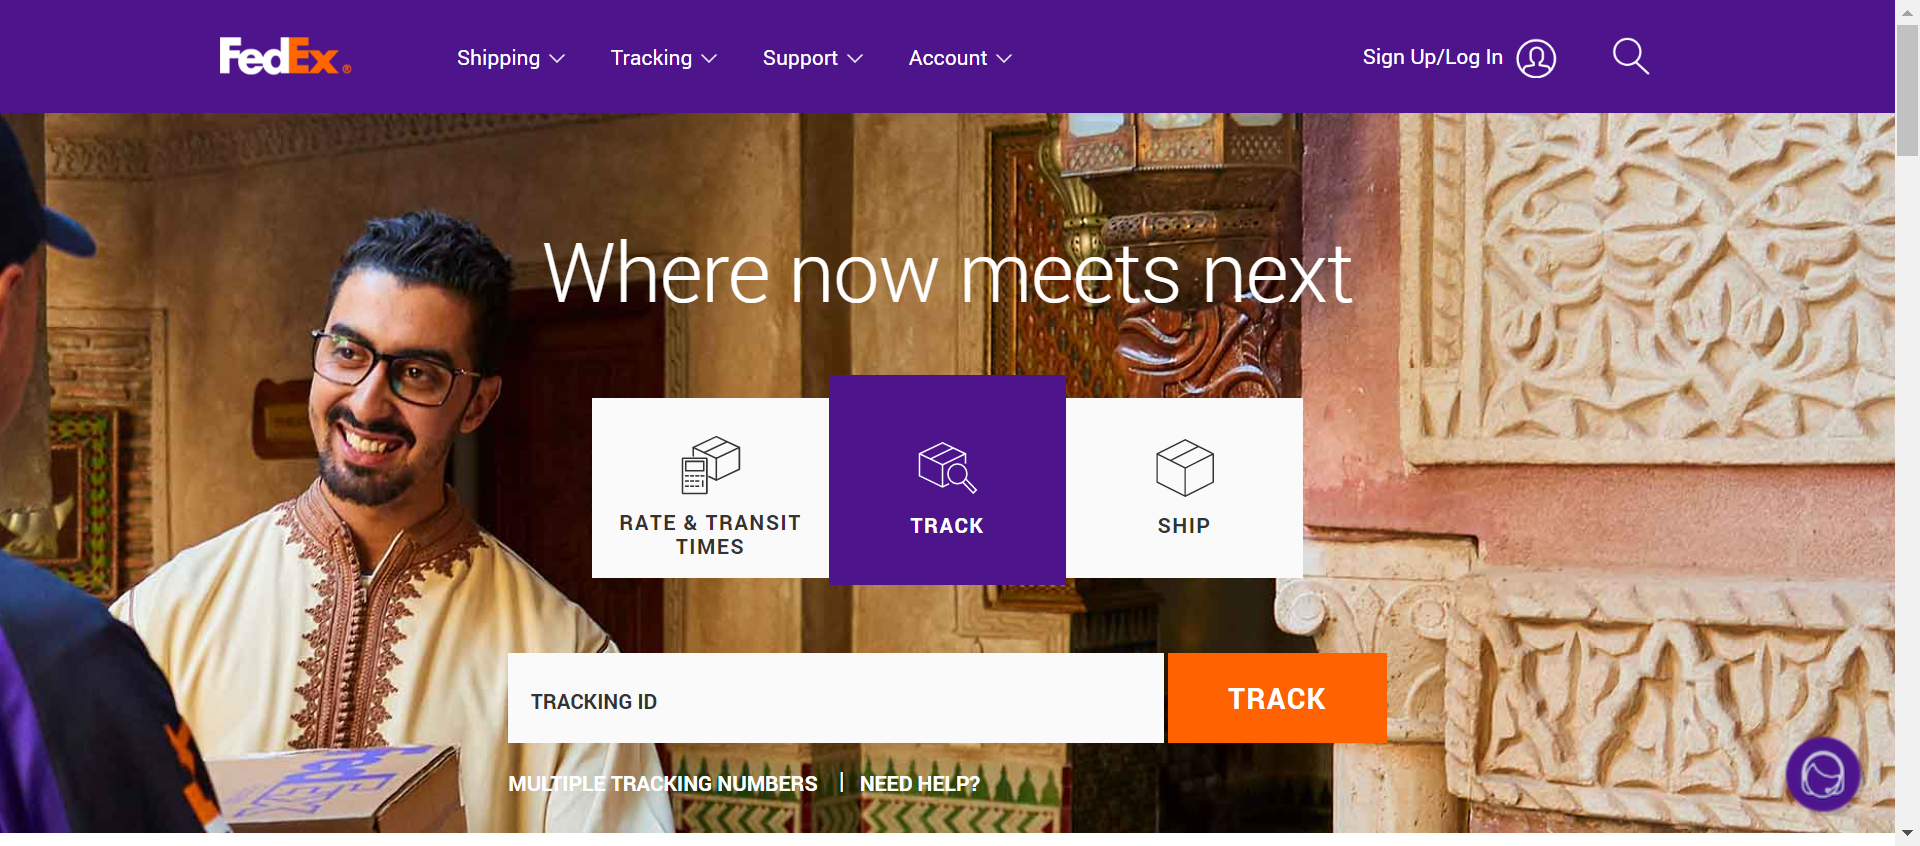 FedEx®
Shipping
Tracking
Support
Account
Sign Up/Log In
Where now meets next
RATE & TRANSIT
TIMES
TRACK
SHIP
TRACKING ID
TRACK
MULTIPLE TRACKING NUMBERS | NEED HELP?
FedEx